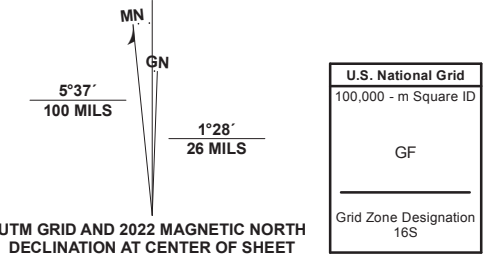 MN
GN
5°37´
100 MILS
1°28´
26 MILS
UTM GRID AND 2022 MAGNETIC NORTH
DECLINATION AT CENTER OF SHEET
U.S. National Grid
100,000 - m Square ID
GF
Grid Zone Designation
16S